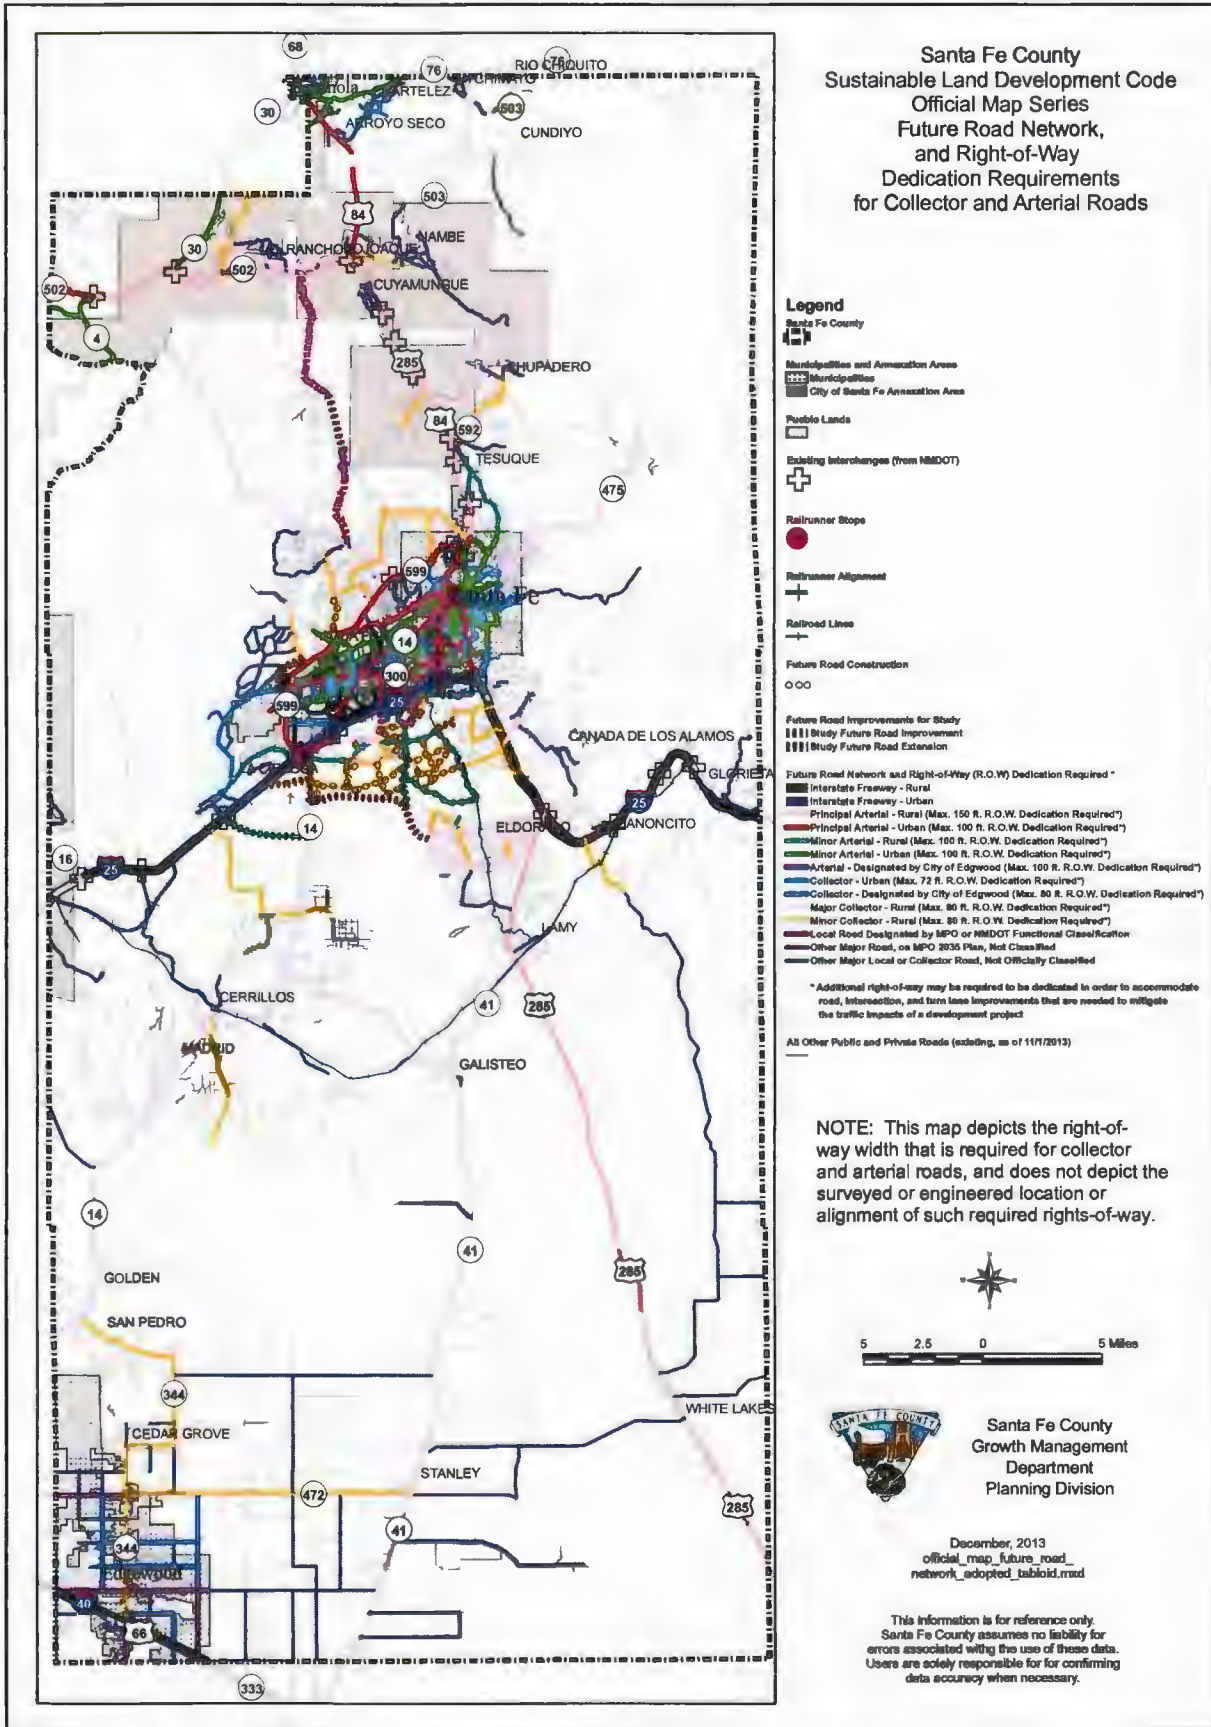 Santa Fe County
Sustainable Land Development Code
Official Map Series
Future Road Network,
and Right-of-Way
Dedication Requirements
for Collector and Arterial Roads
Legend
Santa Fe County
Municipalities and Annexation Areas
Municipalities
City of Santa Fe Annexation Area
Pueblo Lands
Existing Interchanges (from NMDOT)
Railrunner Stops
Railrunner Alignment
Railroad Lines
Future Road Construction
Future Road Improvements for Study
Study Future Road Improvement
Study Future Road Extension
Future Road Network and Right-of-Way (R.O.W) Dedication Required *
Interstate Freeway - Rural
Interstate Freeway - Urban
Principal Arterial - Rural (Max. 150 ft. R.O.W. Dedication Required*)
Principal Arterial - Urban (Max. 100 ft. R.O.W. Dedication Required*)
Minor Arterial - Rural (Max. 100 ft. R.O.W. Dedication Required*)
Minor Arterial - Urban (Max. 100 ft. R.O.W. Dedication Required*)
Arterial - Designated by City of Edgwood (Max. 100 ft. R.O.W. Dedication Required*)
Collector - Urban (Max. 72 ft. R.O.W. Dedication Required*)
Collector - Designated by City of Edgwood (Max. 80 ft. R.O.W. Dedication Required*)
Major Collector - Rural (Max. 80 ft. R.O.W. Dedication Required*)
Minor Collector - Rural (Max. 80 ft. R.O.W. Dedication Required*)
Local Road Designated by MPO or NMDOT Functional Classification
Other Major Road, on MPO 2035 Plan, Not Classified
Other Major Local or Collector Road, Not Officially Classified
* Additional right-of-way may be required to be dedicated in order to accommodate
road, intersection, and turn lane improvements that are needed to mitigate
the traffic impacts of a development project
All Other Public and Private Roads (existing, as of 11/1/2013)
NOTE: This map depicts the right-of-
way width that is required for collector
and arterial roads, and does not depict the
surveyed or engineered location or
alignment of such required rights-of-way.
5 2.5 0 5 Miles
SANTA FE COUNTY
Santa Fe County
Growth Management
Department
Planning Division
December, 2013
official_map_future_road_
network_adopted_tabloid.mxd
This information is for reference only.
Santa Fe County assumes no liability for
errors associated withg the use of these data.
Users are solely responsible for for confirming
data accuracy when necessary.
68
76
RIO CHIQUITO
76
CHIMAYO
ARTELEZ
30
503
ARROYO SECO
CUNDIYO
503
84
30
NAMBE
502
502
CUYAMUNGUE
4
285
CHUPADERO
84
592
TESUQUE
475
599
14
300
599
25
CANADA DE LOS ALAMOS
GLORIETA
25
ELDORADO
CANONCITO
14
16
25
LAMY
CERRILLOS
41
285
MADRID
GALISTEO
14
41
285
GOLDEN
SAN PEDRO
344
WHITE LAKES
CEDAR GROVE
STANLEY
472
285
41
344
Edgewood
40
66
333